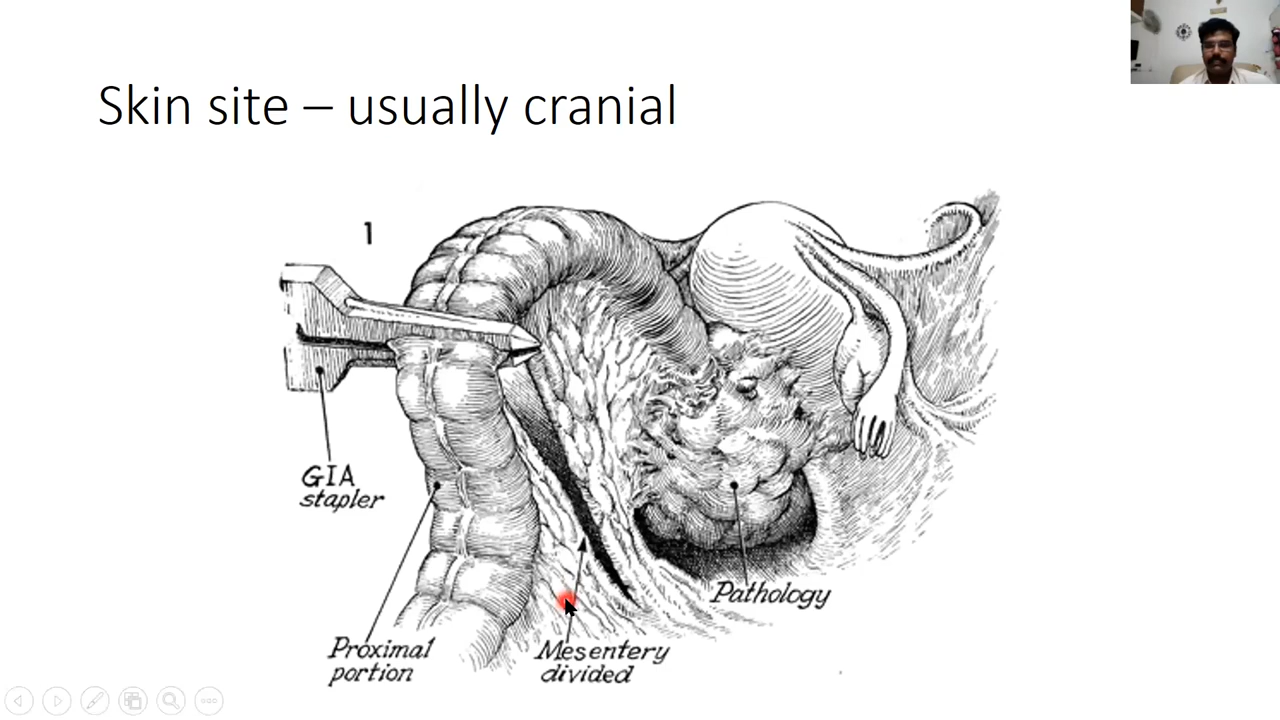 Skin site – usually cranial
1
GIA
stapler
Pathology
Proximal
portion
Mesentery
divided